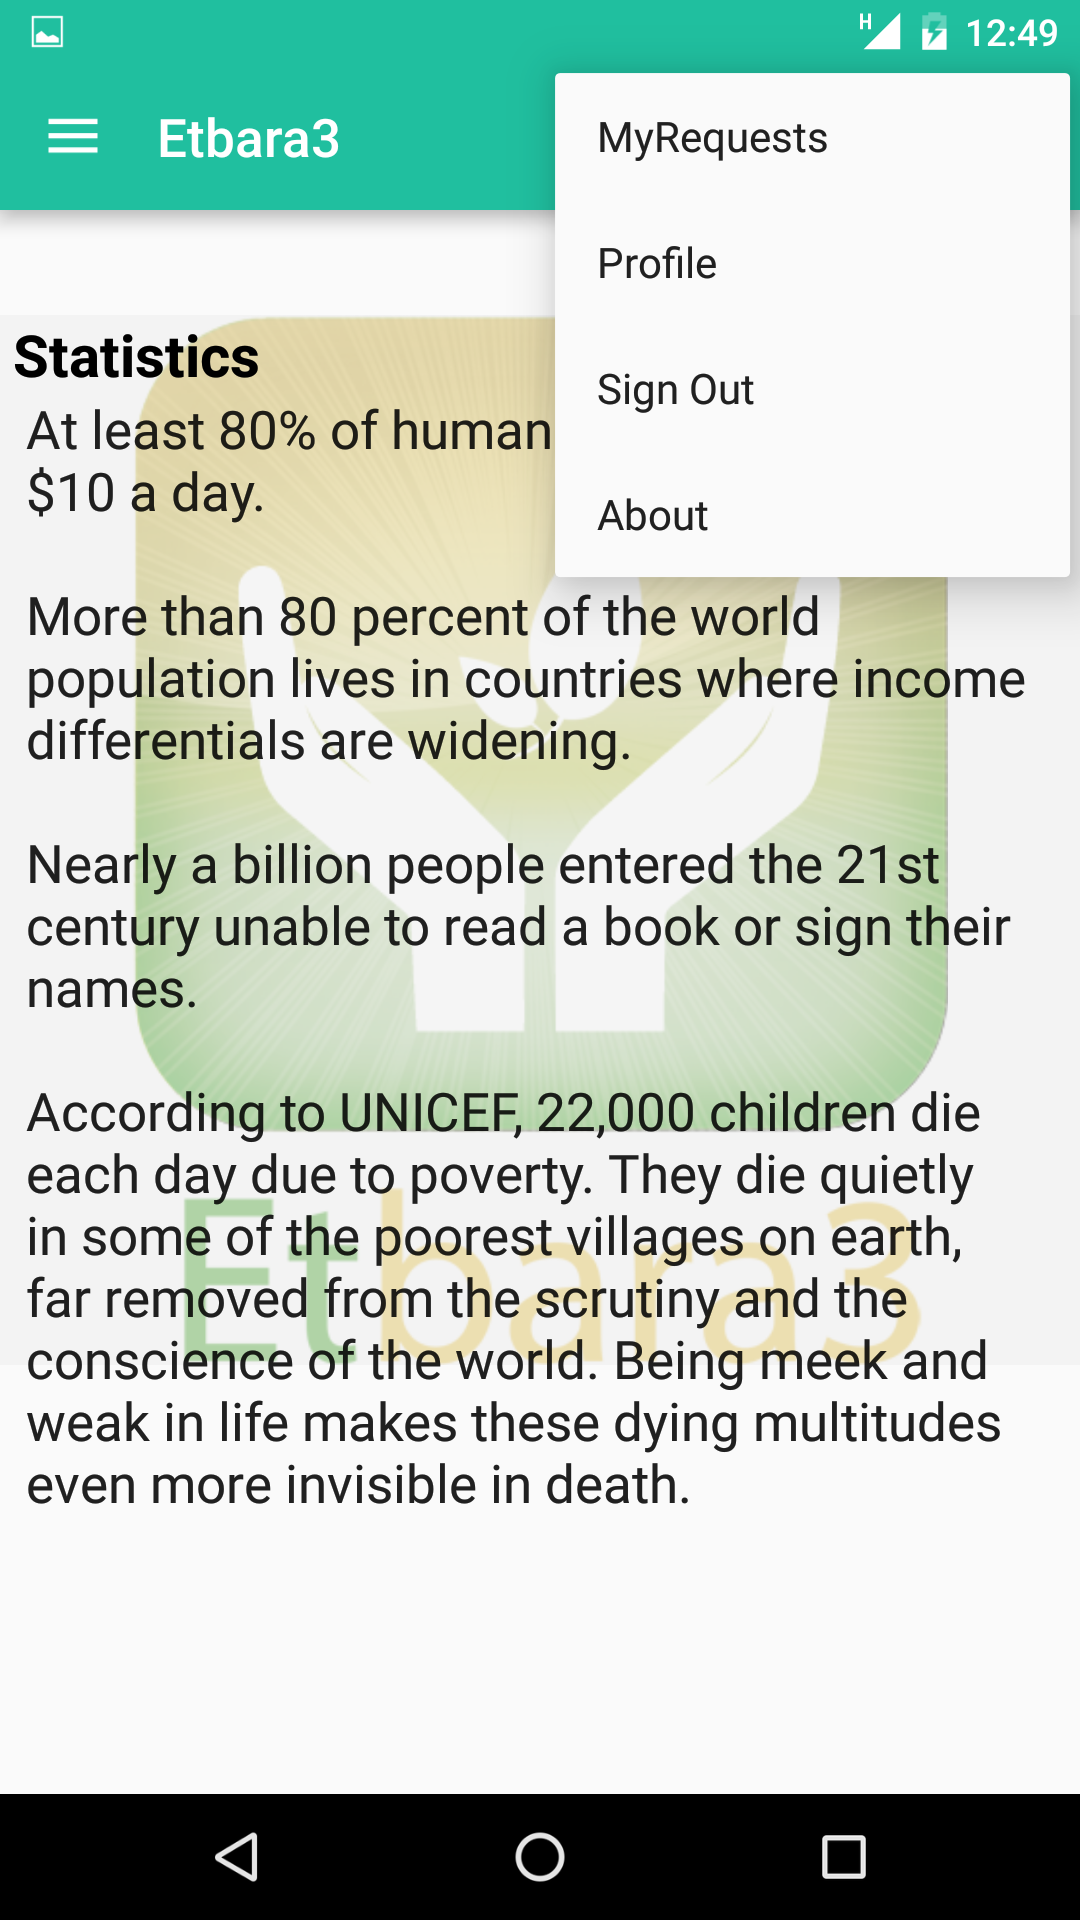 H 12:49
Etbara3
MyRequests
Profile
Sign Out
About
Statistics
At least 80% of human
$10 a day.
More than 80 percent of the world
population lives in countries where income
differentials are widening.
Nearly a billion people entered the 21st
century unable to read a book or sign their
names.
According to UNICEF, 22,000 children die
each day due to poverty. They die quietly
in some of the poorest villages on earth,
far removed from the scrutiny and the
conscience of the world. Being meek and
weak in life makes these dying multitudes
even more invisible in death.
Etbara3